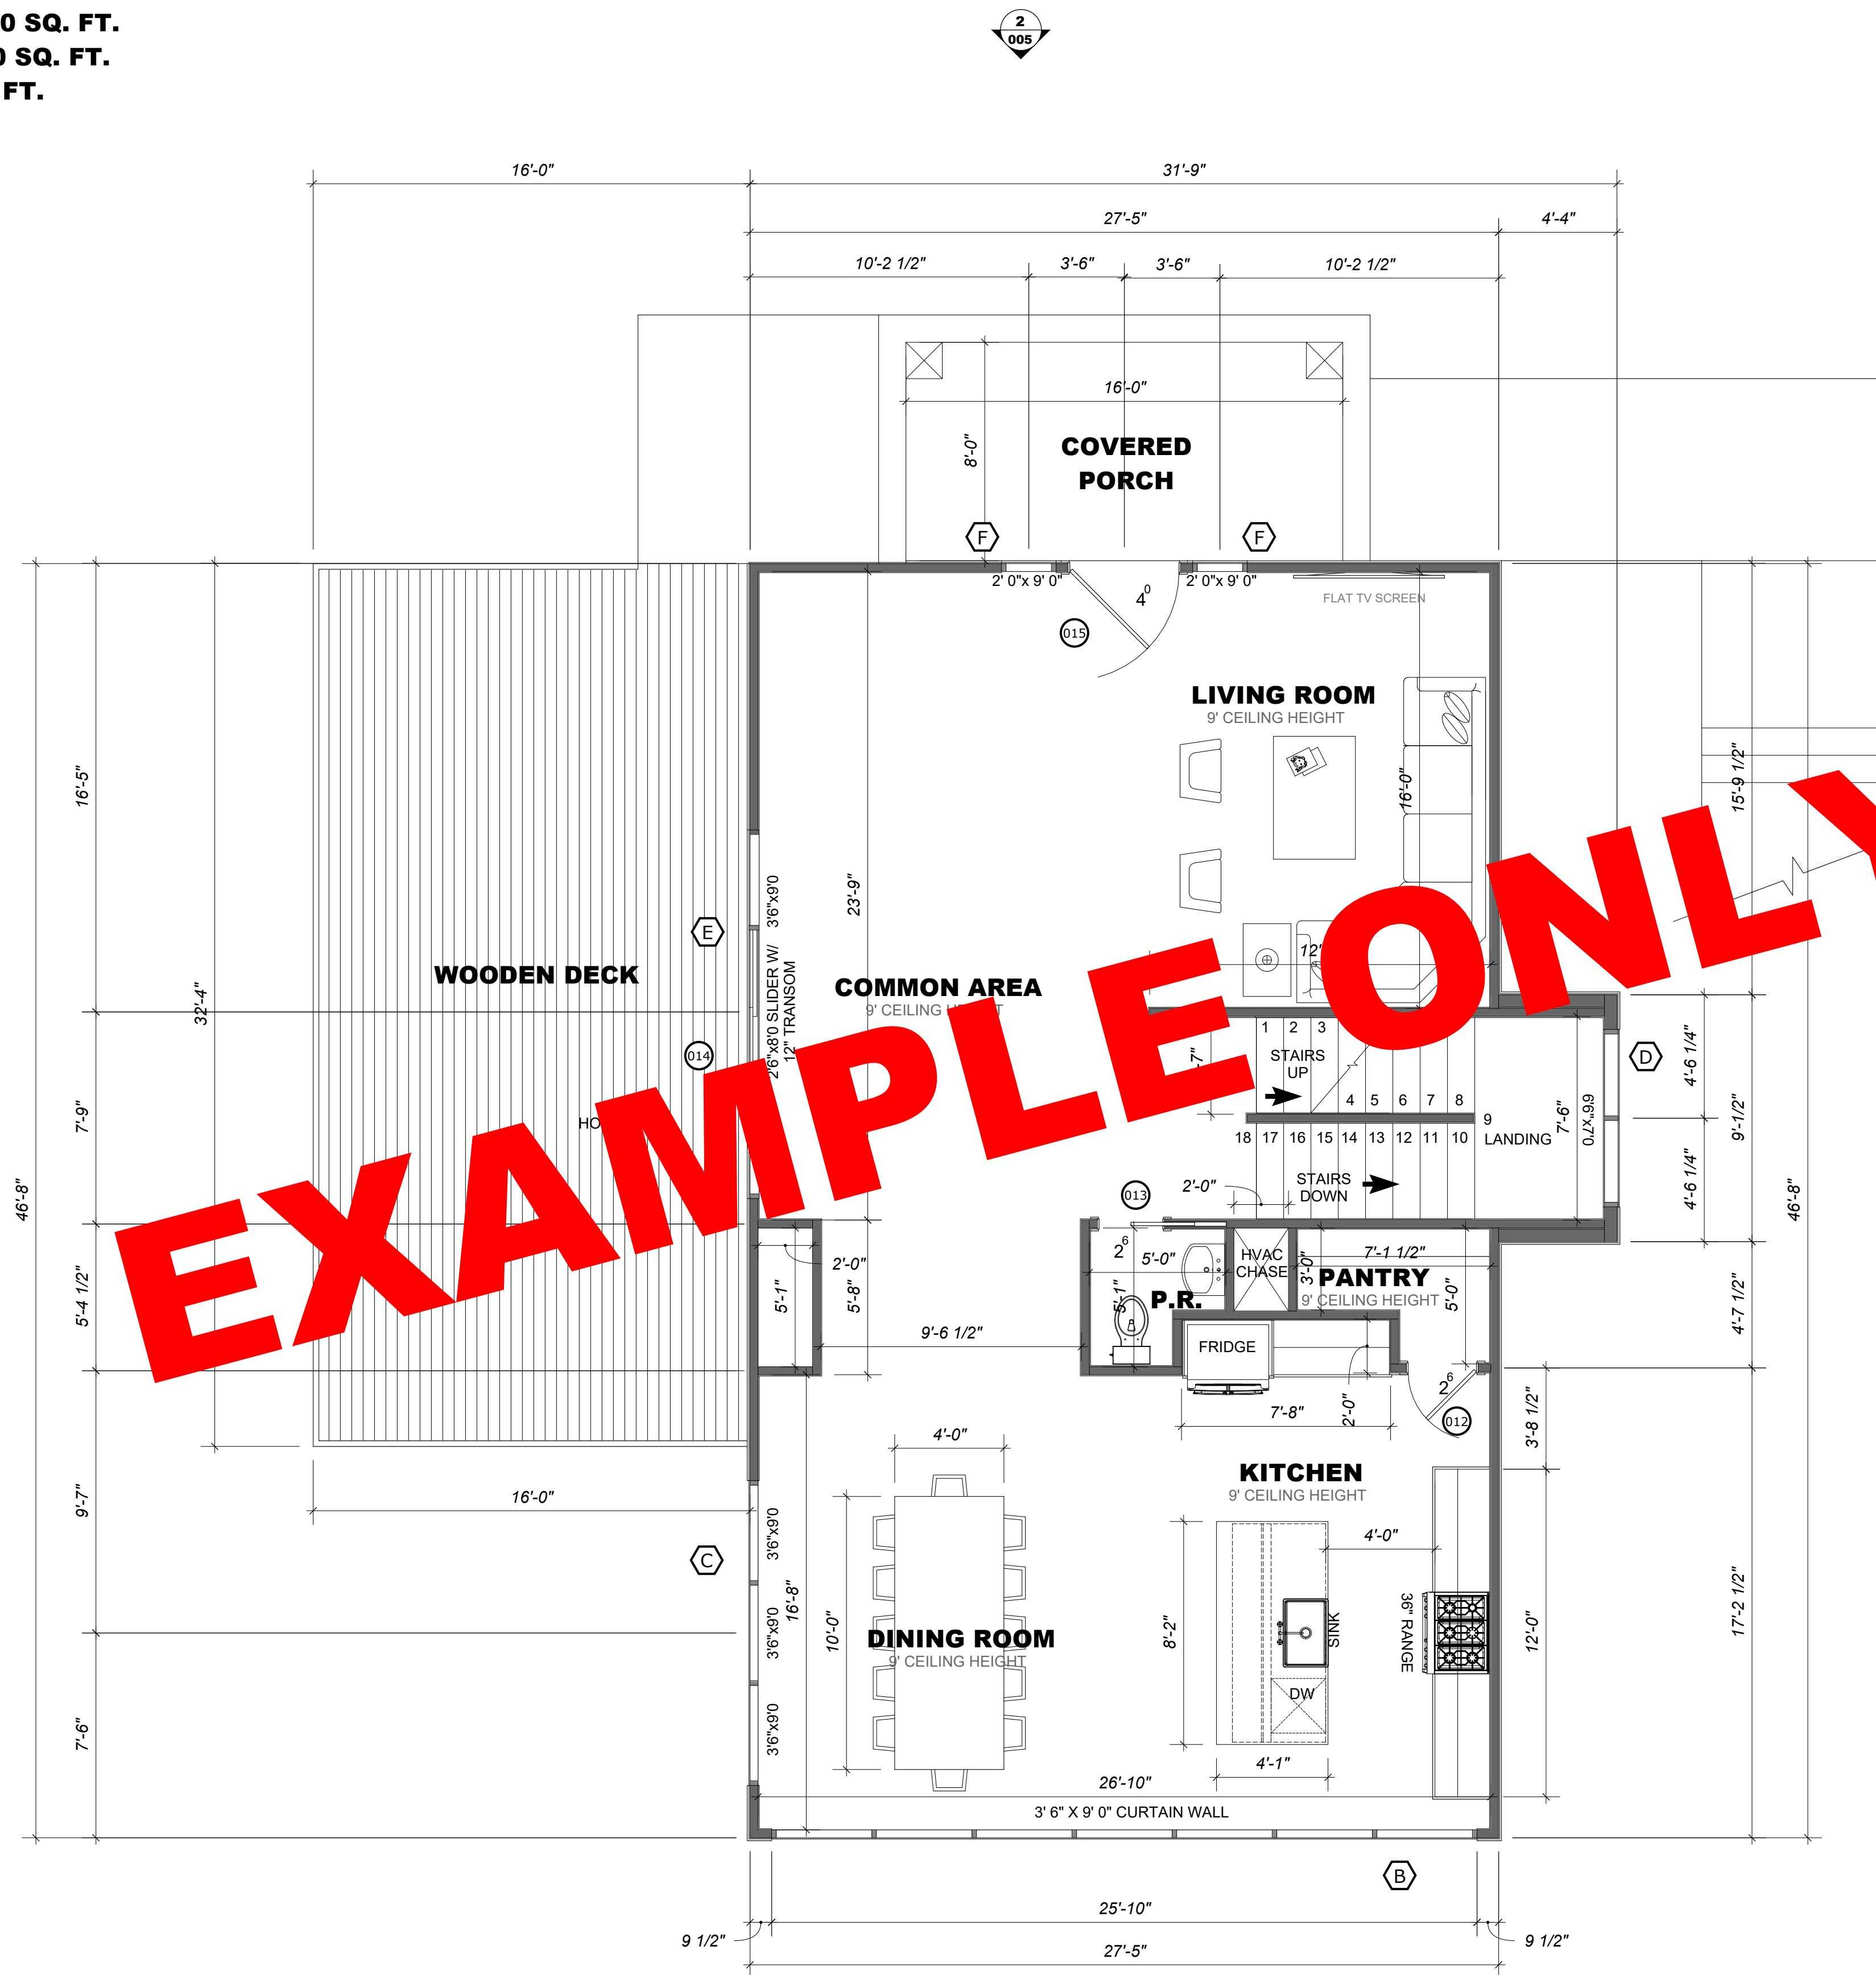 0 SQ. FT.
0 SQ. FT.
FT.
2
005
16'-0"
31'-9"
27'-5"
4'-4"
10'-2 1/2"
3'-6"
3'-6"
10'-2 1/2"
16'-0"
8'-0"
COVERED
PORCH
F
F
2' 0"x 9' 0"
2' 0"x 9' 0"
4 0
015
FLAT TV SCREEN
LIVING ROOM
9' CEILING HEIGHT
16'-5"
16'-0"
15'-9 1/2"
23'-9"
3'6"x9'0
E
WOODEN DECK
32'-4"
COMMON AREA
9' CEILING
12'
2'6"x8'0 SLIDER W/
12" TRANSOM
014
EXAMPLE ONLY
1 2 3
STAIRS
UP
4 5 6 7 8
9
LANDING
18 17 16 15 14 13 12 11 10
STAIRS
DOWN
7'-6"
6'6"x7'0
D
4'-6 1/4"
4'-6 1/4"
9'-1/2"
7'-9"
46'-8"
46'-8"
013
2'-0"
2 6
5'-0"
5'-1"
P.R.
HVAC
CHASE
3'-0"
7'-1 1/2"
PANTRY
9' CEILING HEIGHT
5'-0"
4'-7 1/2"
5'-4 1/2"
5'-1"
2'-0"
5'-8"
9'-6 1/2"
FRIDGE
7'-8"
2'-0"
2 6
012
3'-8 1/2"
16'-0"
9'-7"
4'-0"
KITCHEN
9' CEILING HEIGHT
4'-0"
C
3'6"x9'0
3'6"x9'0
3'6"x9'0
16'-8"
10'-0"
DINING ROOM
9' CEILING HEIGHT
8'-2"
SINK
DW
36" RANGE
12'-0"
17'-2 1/2"
7'-6"
4'-1"
26'-10"
3' 6" X 9' 0" CURTAIN WALL
B
25'-10"
9 1/2"
9 1/2"
27'-5"